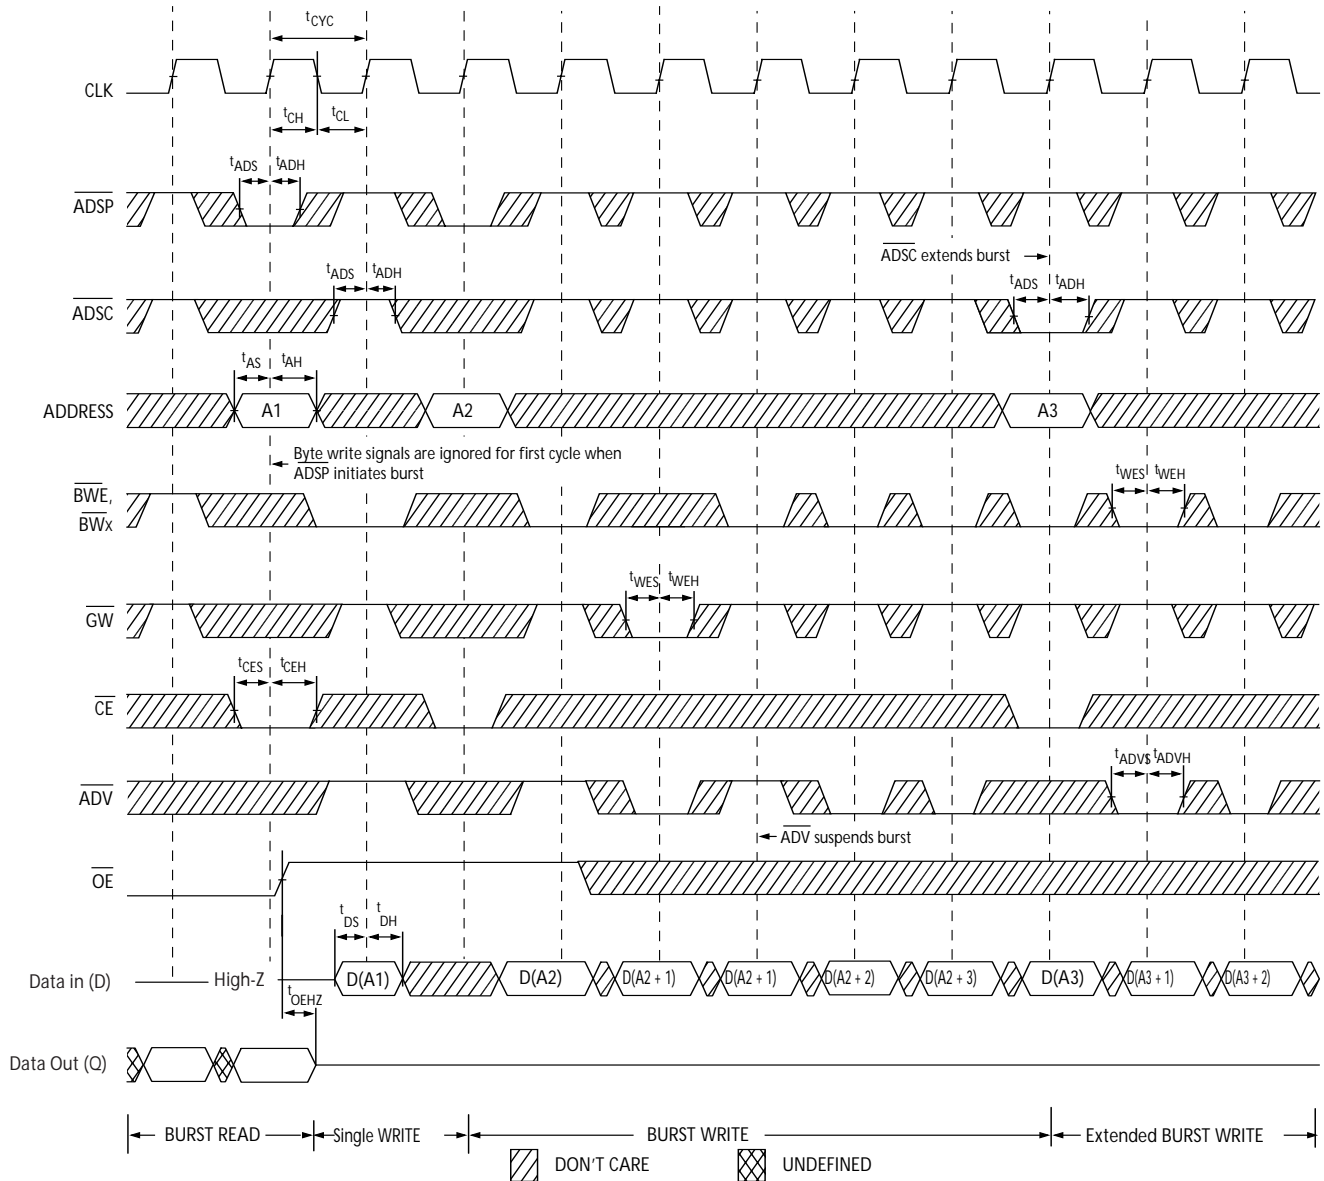 tCYC
CLK
tCH
tCL
tADS
tADH
ADSP
ADSC extends burst
tADS
tADH
tADS
tADH
ADSC
tAS
tAH
ADDRESS
A1
A2
A3
Byte write signals are ignored for first cycle when
ADSP initiates burst
tWES
tWEH
BWE,
BWx
tWES
tWEH
GW
tCES
tCEH
CE
tADVS
tADVH
ADV
ADV suspends burst
OE
tDS
tDH
Data in (D)
High-Z
D(A1)
D(A2)
D(A2 + 1)
D(A2 + 1)
D(A2 + 2)
D(A2 + 3)
D(A3)
D(A3 + 1)
D(A3 + 2)
tOEHZ
Data Out (Q)
BURST READ
Single WRITE
BURST WRITE
Extended BURST WRITE
DON'T CARE
UNDEFINED